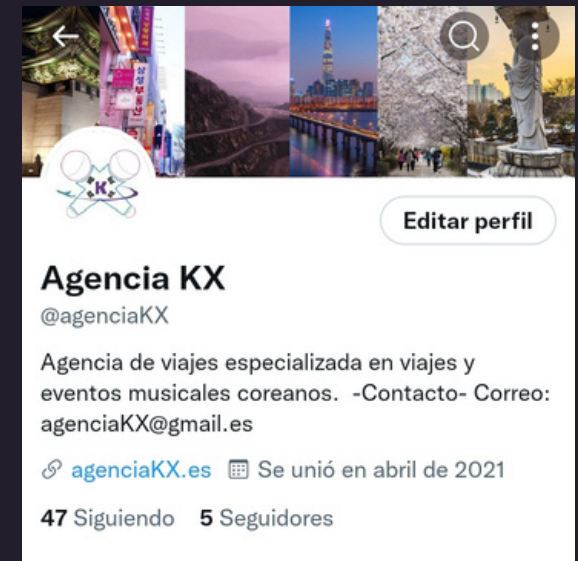 K
Editar perfil
Agencia KX
@agenciaKX
Agencia de viajes especializada en viajes y
eventos musicales coreanos. -Contacto- Correo:
agenciaKX@gmail.es
agenciaKX.es Se unió en abril de 2021
47 Siguiendo 5 Seguidores